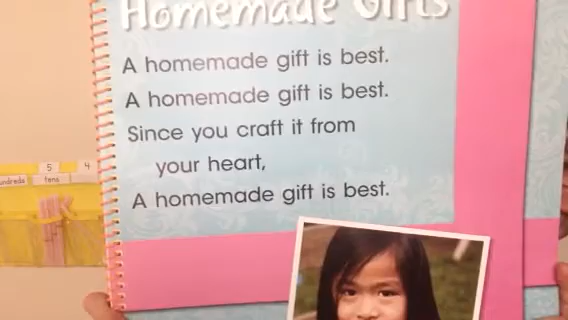 Homemade Gifts
A homemade gift is best.
A homemade gift is best.
Since you craft it from
your heart,
A homemade gift is best.
5
4
tens